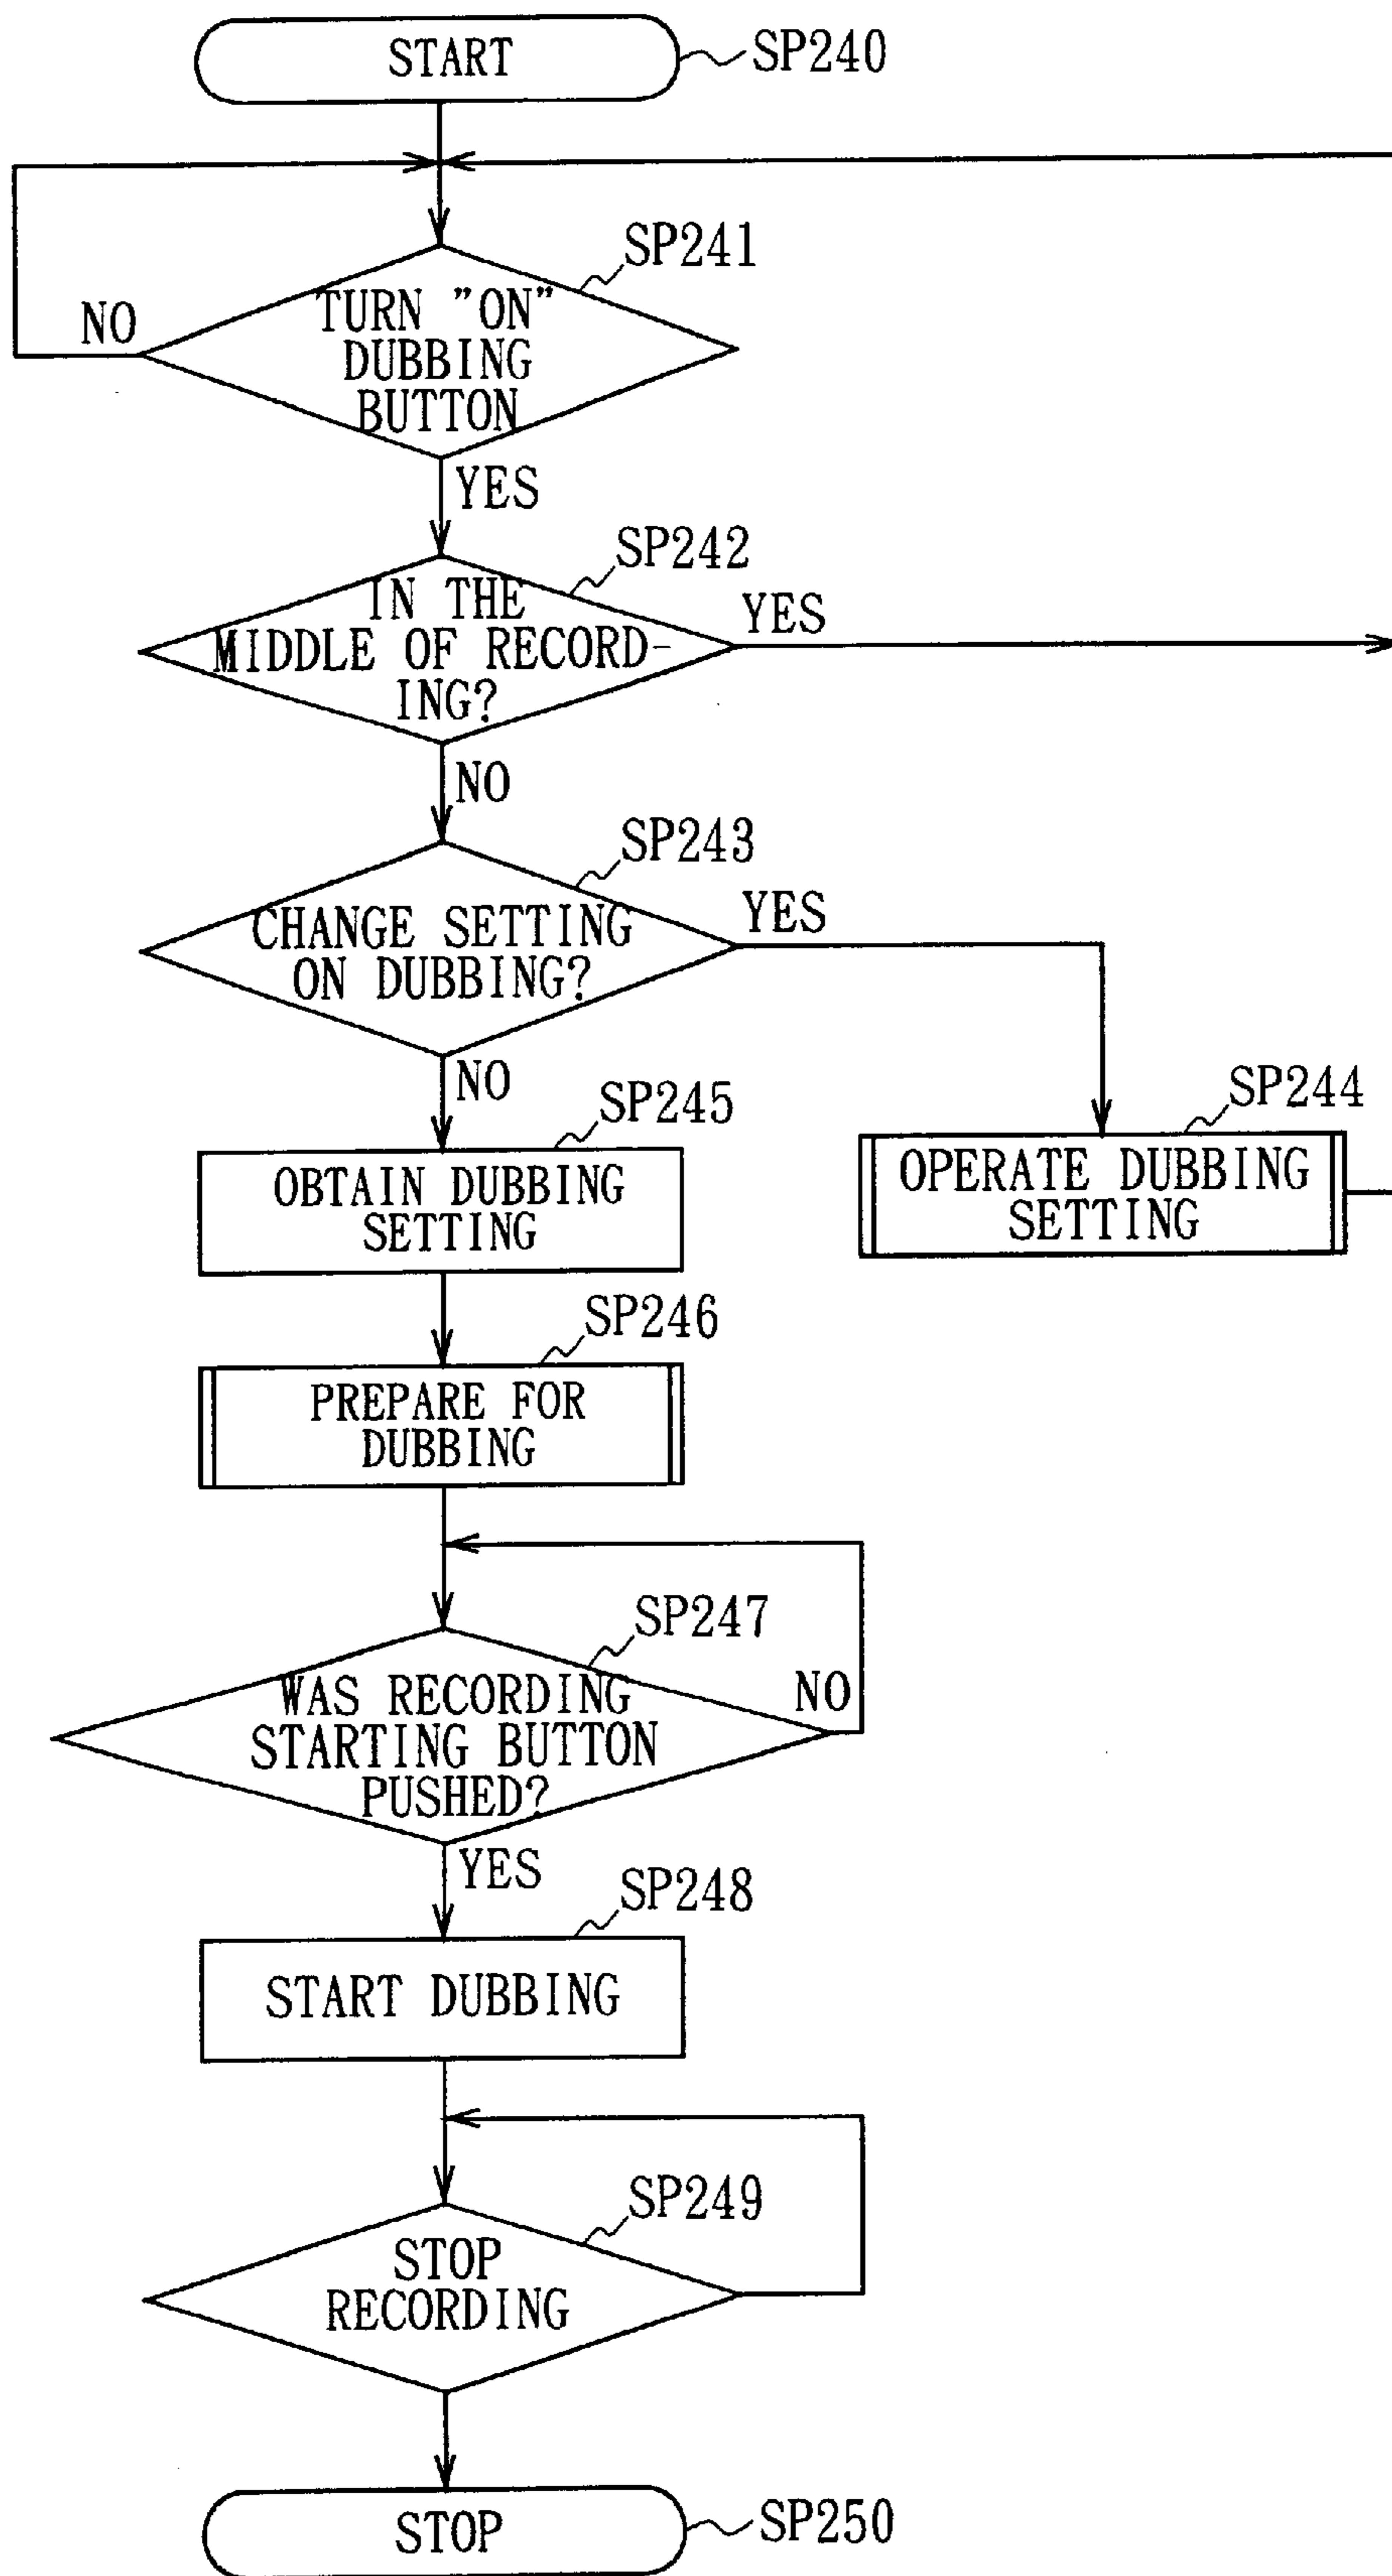 START
SP240
SP241
NO
TURN "ON"
DUBBING
BUTTON
YES
SP242
IN THE
MIDDLE OF RECORD-
ING?
YES
NO
SP243
CHANGE SETTING
ON DUBBING?
YES
NO
SP245
OBTAIN DUBBING
SETTING
SP244
OPERATE DUBBING
SETTING
SP246
PREPARE FOR
DUBBING
SP247
WAS RECORDING
STARTING BUTTON
PUSHED?
NO
YES
SP248
START DUBBING
SP249
STOP
RECORDING
STOP
SP250